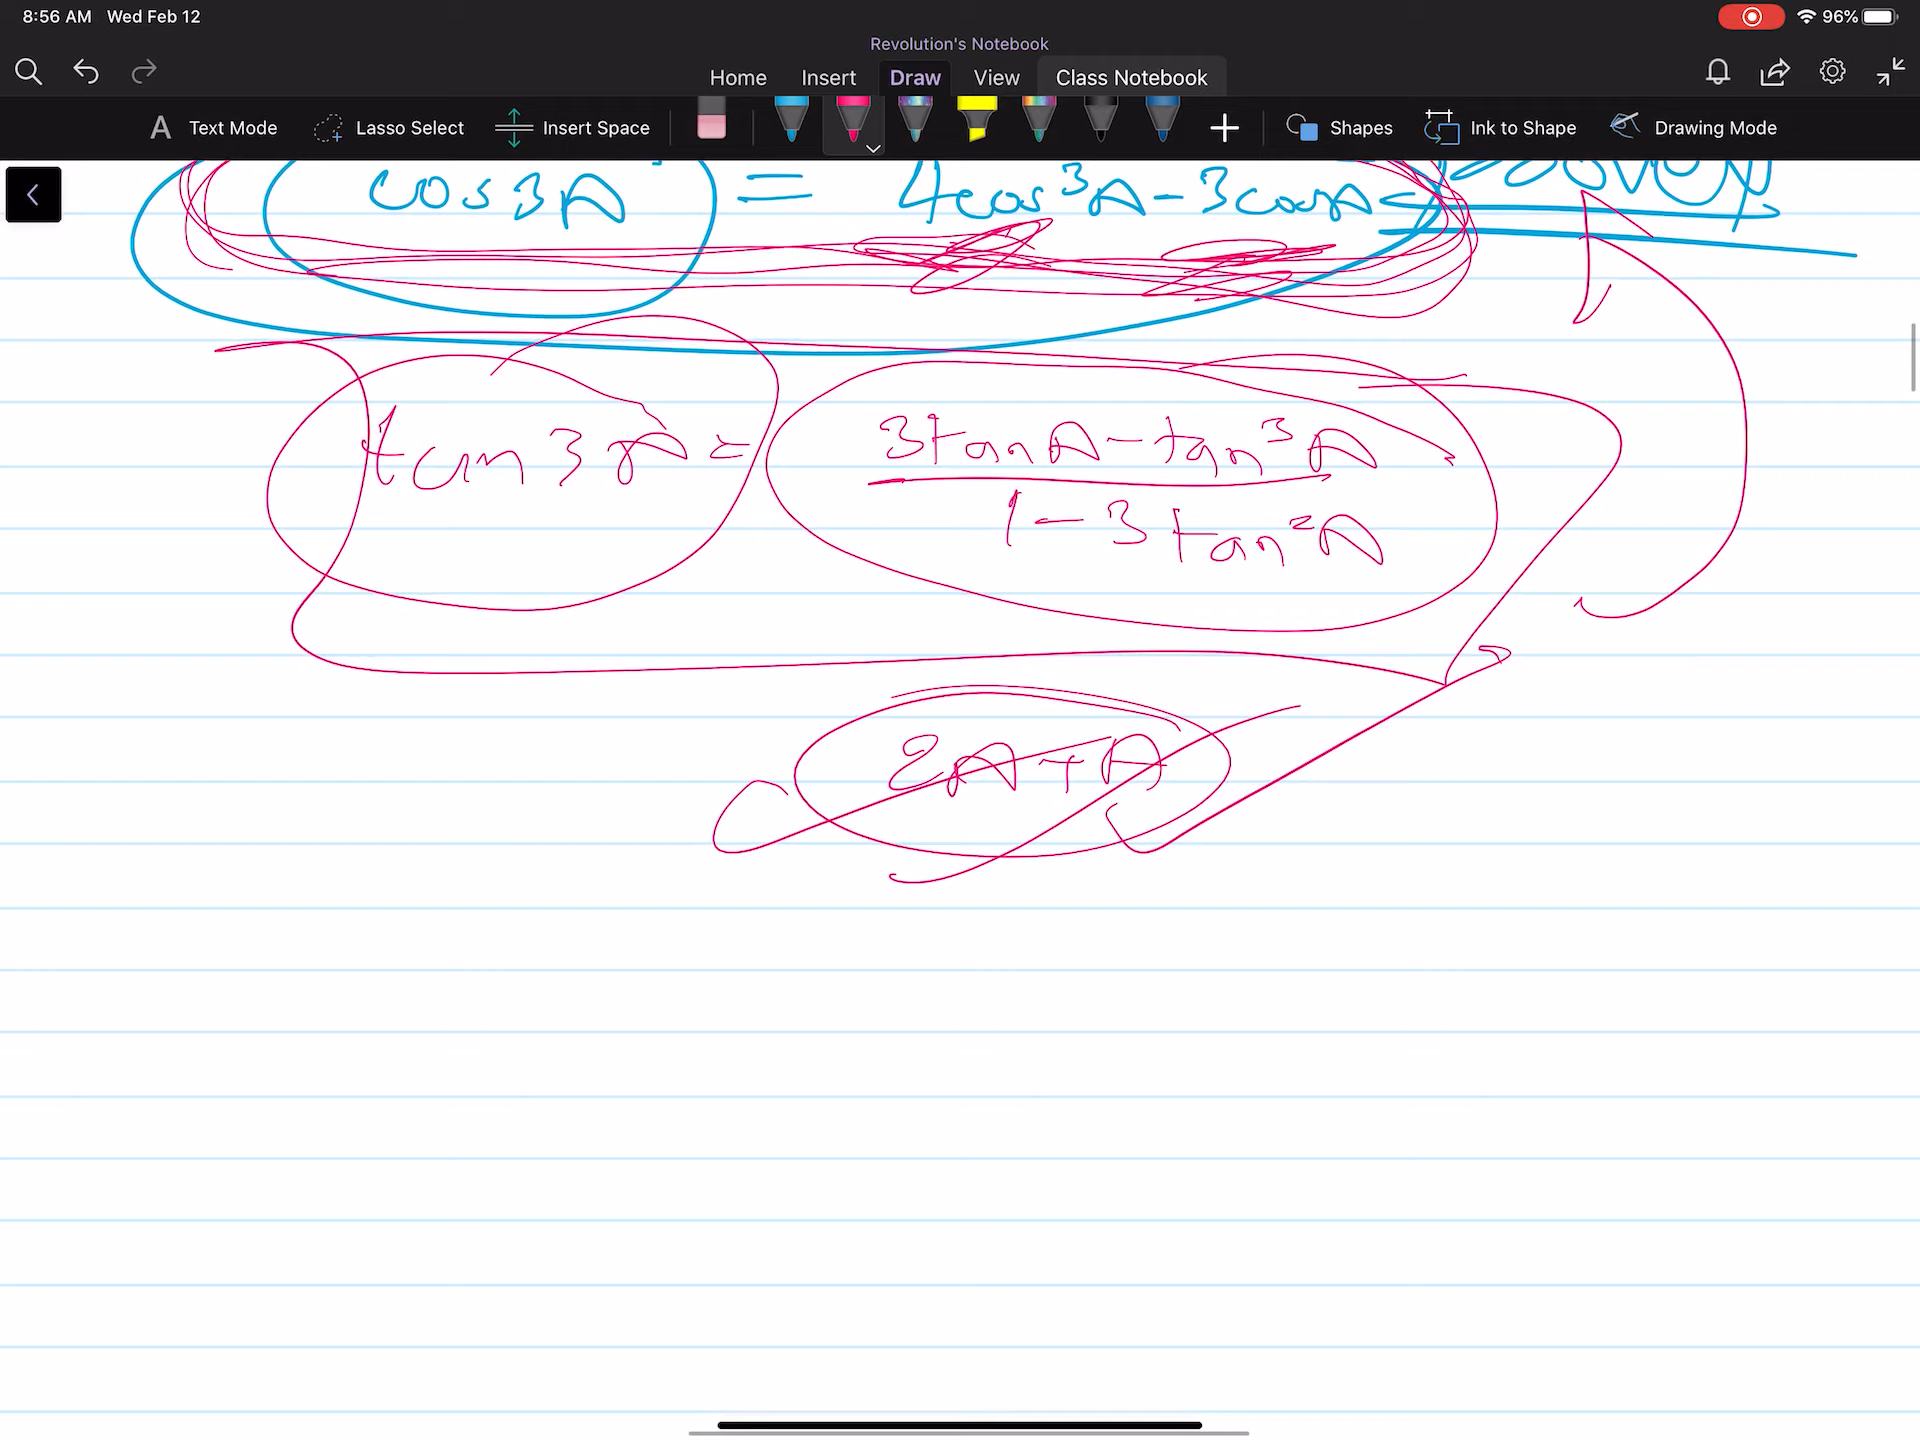 8:56 AM Wed Feb 12
96%
Revolution's Notebook
Home Insert Draw View Class Notebook
Text Mode Lasso Select Insert Space Shapes Ink to Shape Drawing Mode
cos3A = 4cos³A-3cosA
tan3A = 3tanA-tan³A
1-3tan²A
2A+A